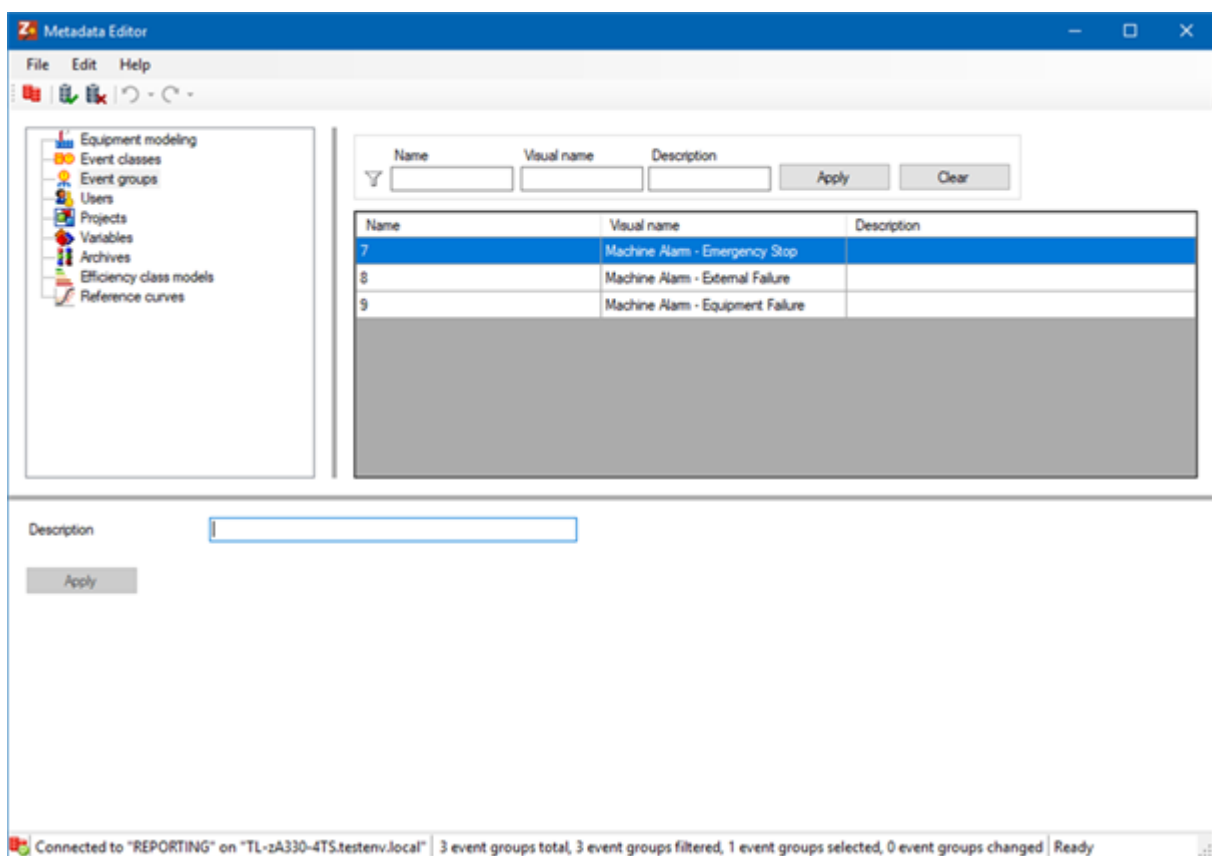 Metadata Editor
File Edit Help
Equipment modeling
Event classes
Event groups
Users
Projects
Variables
Archives
Efficiency class models
Reference curves
Name Visual name Description
Apply Clear
Name Visual name Description
7 Machine Alarm - Emergency Stop
8 Machine Alarm - External Failure
9 Machine Alarm - Equipment Failure
Description
Apply
Connected to "REPORTING" on "TL-zA330-4TS.testenv.local" 3 event groups total, 3 event groups filtered, 1 event groups selected, 0 event groups changed Ready